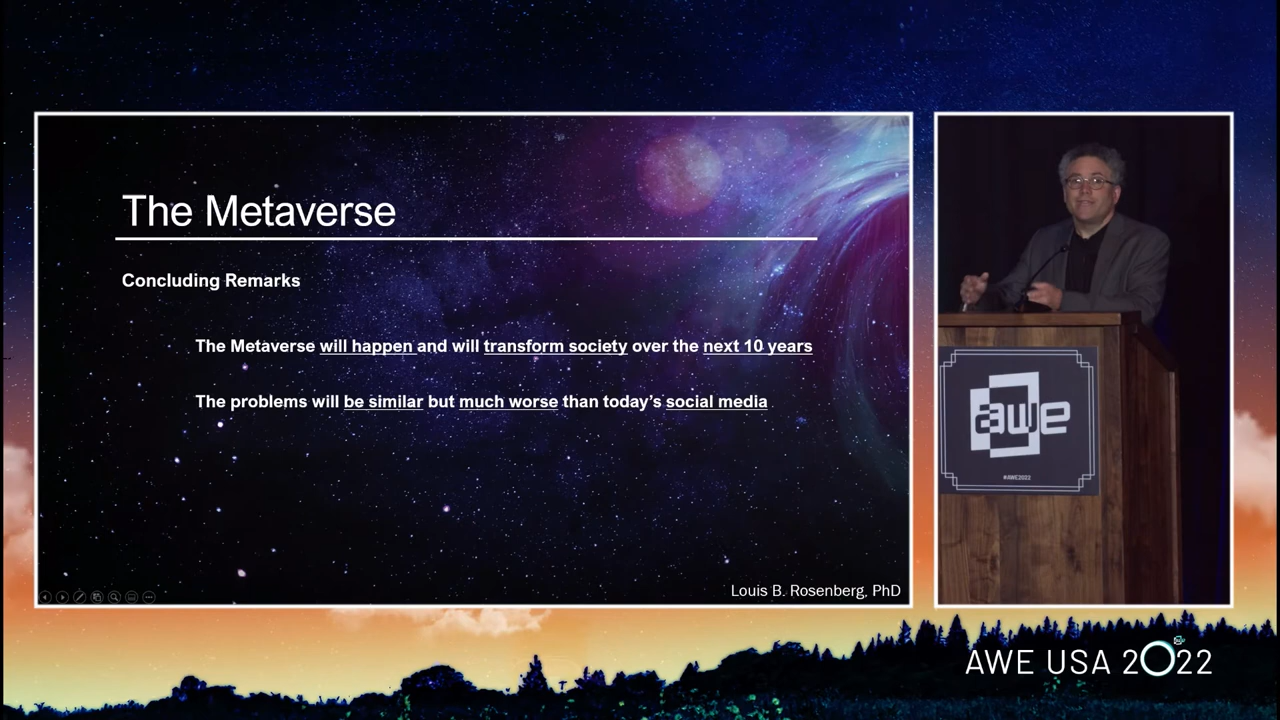 The Metaverse
Concluding Remarks
The Metaverse will happen and will transform society over the next 10 years
The problems will be similar but much worse than today's social media
Louis B. Rosenberg, PhD
awe
#AWE2022
AWE USA 2022